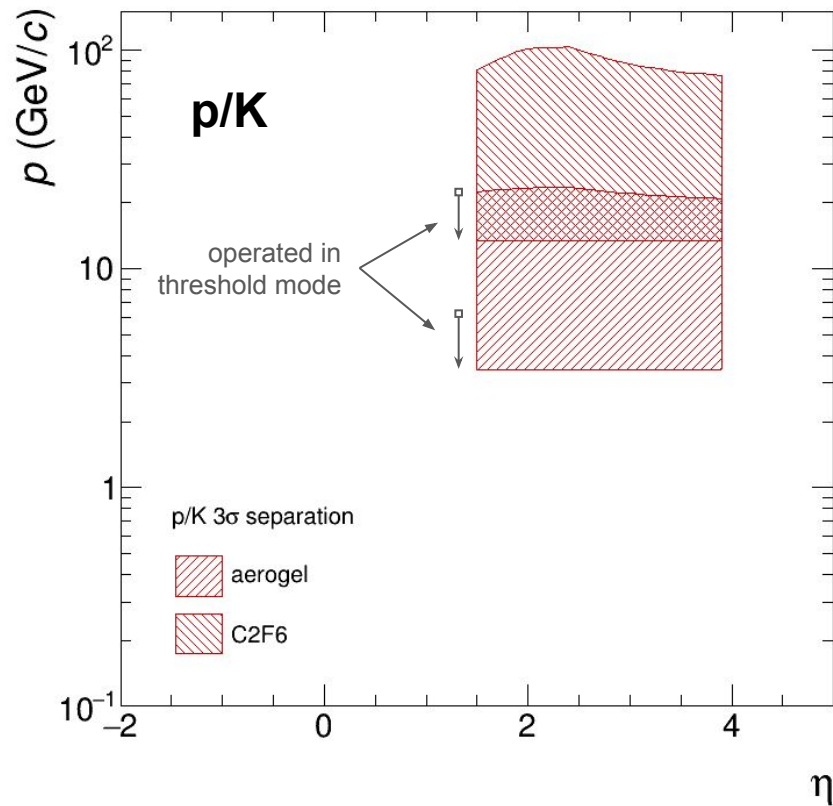 p (GeV/c)
10²
10
1
10⁻¹
p/K
operated in
threshold mode
p/K 3σ separation
aerogel
C2F6
−2
0
2
4
η